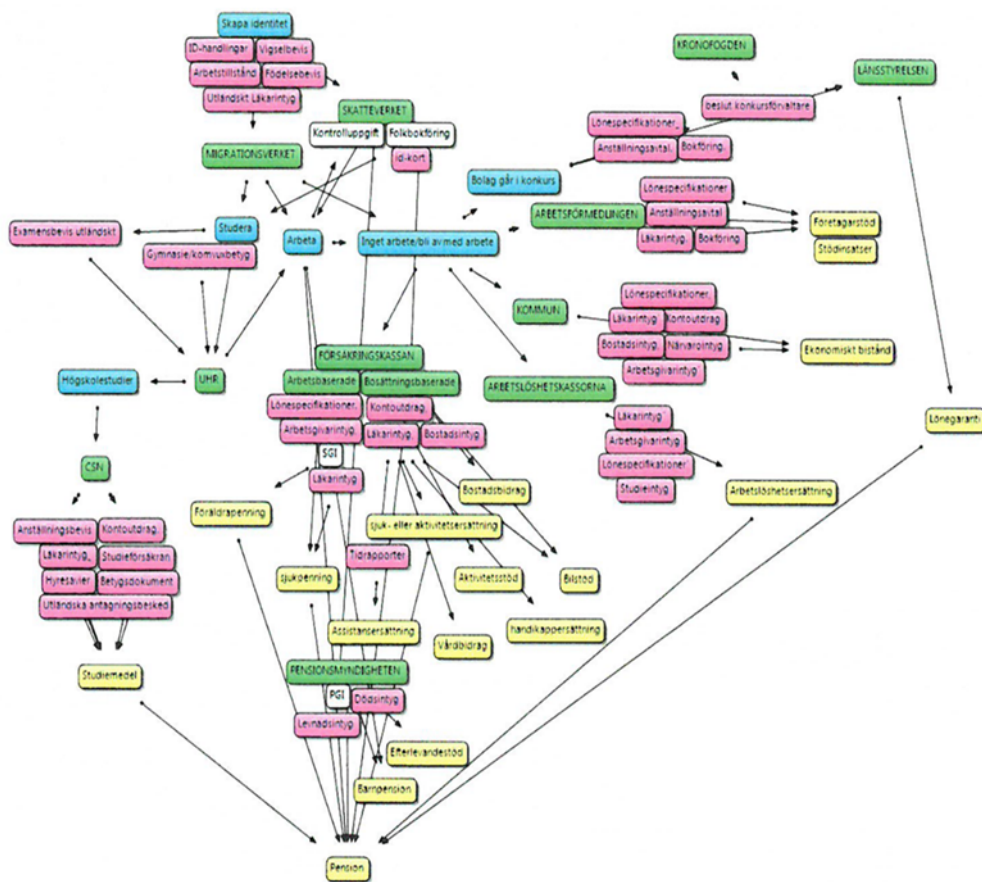 Skapa identitet
ID-handlingar
Vigselbevis
Arbetstillstånd
Födelsebevis
Utländskt Läkarintyg
KRONOFOGDEN
LÄNSSTYRELSEN
SKATTEVERKET
Kontrolluppgift
Folkbokföring
id-kort
beslut konkursförvaltare
Lönespecifikationer,
Anställningsavtal,
Bokföring,
MIGRATIONSVERKET
Bolag går i konkurs
ARBETSFÖRMEDLINGEN
Lönespecifikationer
Anställningsavtal
Läkarintyg,
Bokföring
Företagarstöd
Stödinsatser
Examensbevis utländskt
Studera
Gymnasie/komvuxbetyg
Arbeta
Inget arbete/bli av med arbete
KOMMUN
Lönespecifikationer,
Läkarintyg
Kontoutdrag
Bostadsintyg,
Närvarointyg
Arbetsgivarintyg
Ekonomiskt bistånd
FÖRSÄKRINGSKASSAN
Arbetsbaserade
Bosättningsbaserade
Lönespecifikationer,
Kontoutdrag,
Arbetsgivarintyg,
Läkarintyg,
Bostadsintyg
SGI
Läkarintyg
ARBETSLÖSHETSKASSORNA
Läkarintyg
Arbetsgivarintyg
Lönespecifikationer
Studieintyg
Högskolestudier
UHR
Lönegaranti
CSN
Anställningsbevis
Kontoutdrag,
Läkarintyg,
Studieförsäkran
Hyresavier
Betygsdokument
Utländska antagningsbesked
Föräldrapenning
Bostadsbidrag
Arbetslöshetsersättning
sjuk- eller aktivitetsersättning
Tidrapporter
sjukpenning
Aktivitetsstöd
Bilstöd
Assistansersättning
Vårdbidrag
handikappersättning
Studiemedel
PENSIONSMYNDIGHETEN
PGI
Dödsintyg
Levnadsintyg
Efterlevandestöd
Barnpension
Pension